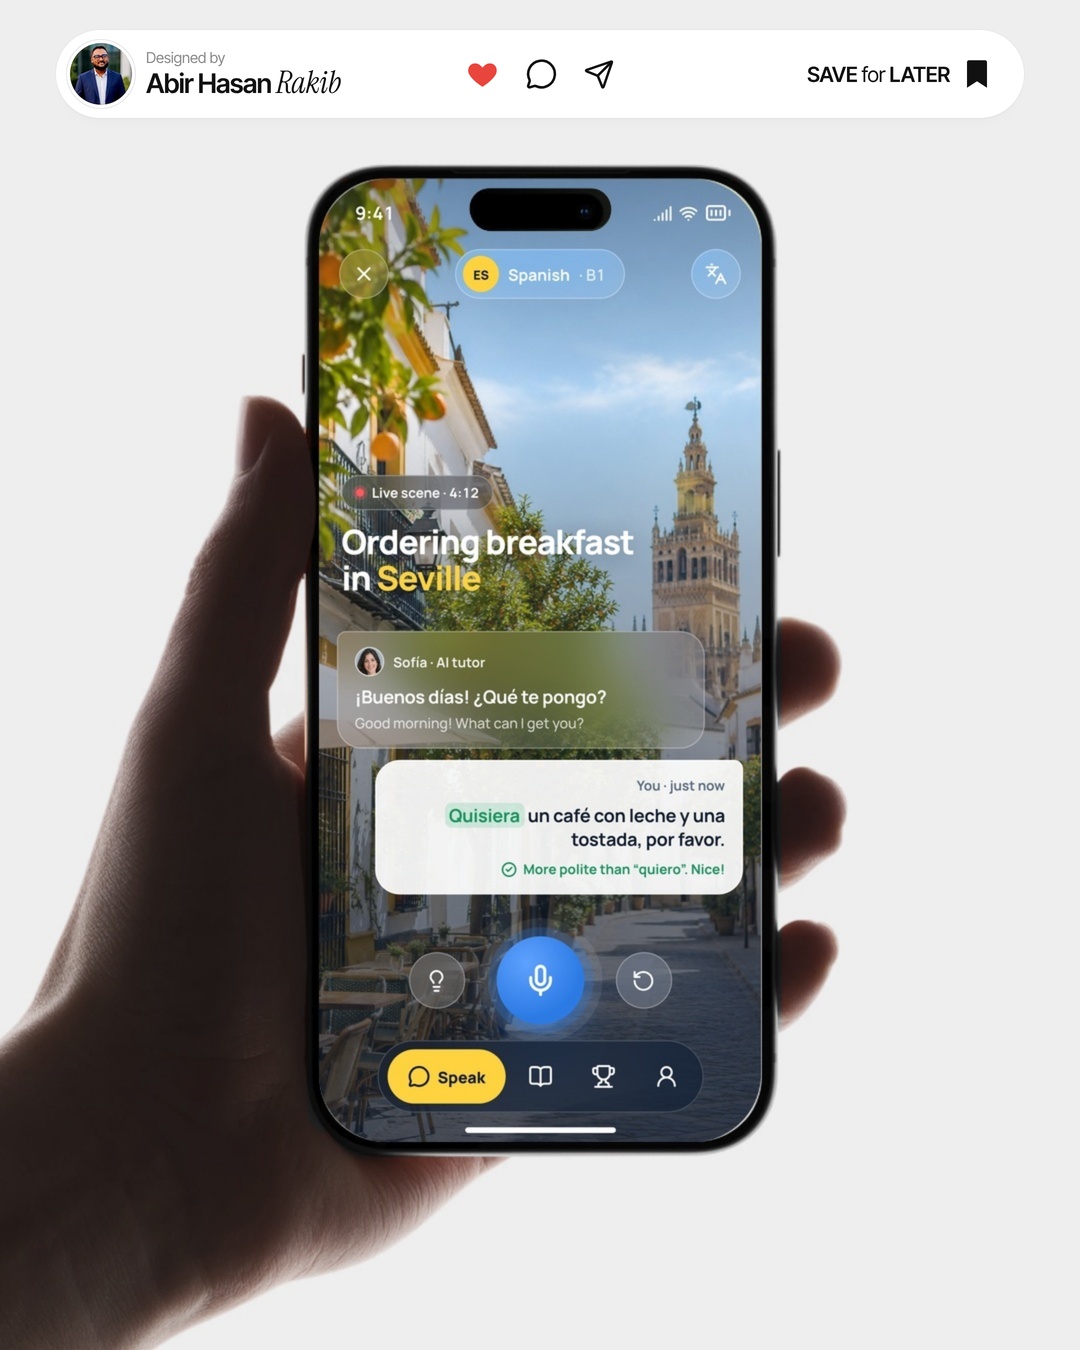 Designed by
Abir Hasan Rakib
SAVE for LATER
9:41
ES Spanish · B1
Live scene · 4:12
Ordering breakfast
in Seville
Sofía · AI tutor
¡Buenos días! ¿Qué te pongo?
Good morning! What can I get you?
You · just now
Quisiera un café con leche y una
tostada, por favor.
More polite than “quiero”. Nice!
Speak